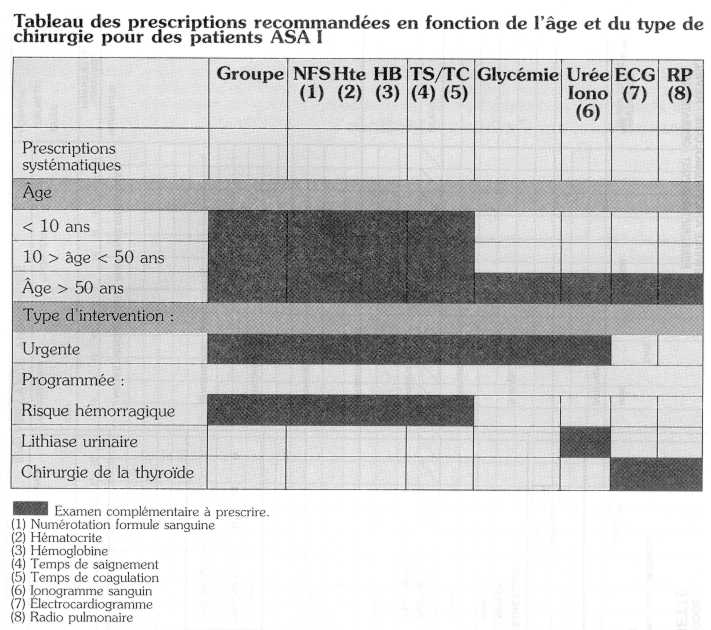 Tableau des prescriptions recommandées en fonction de l'âge et du type de
chirurgie pour des patients ASA I
Groupe NFS Hte HB TS/TC Glycémie Urée ECG RP
(1) (2) (3) (4) (5) Iono (7) (8)
(6)
Prescriptions
systématiques
Âge
< 10 ans
10 > âge < 50 ans
Âge > 50 ans
Type d'intervention :
Urgente
Programmée :
Risque hémorragique
Lithiase urinaire
Chirurgie de la thyroïde
Examen complémentaire à prescrire.
(1) Numérotation formule sanguine
(2) Hématocrite
(3) Hémoglobine
(4) Temps de saignement
(5) Temps de coagulation
(6) Ionogramme sanguin
(7) Électrocardiogramme
(8) Radio pulmonaire